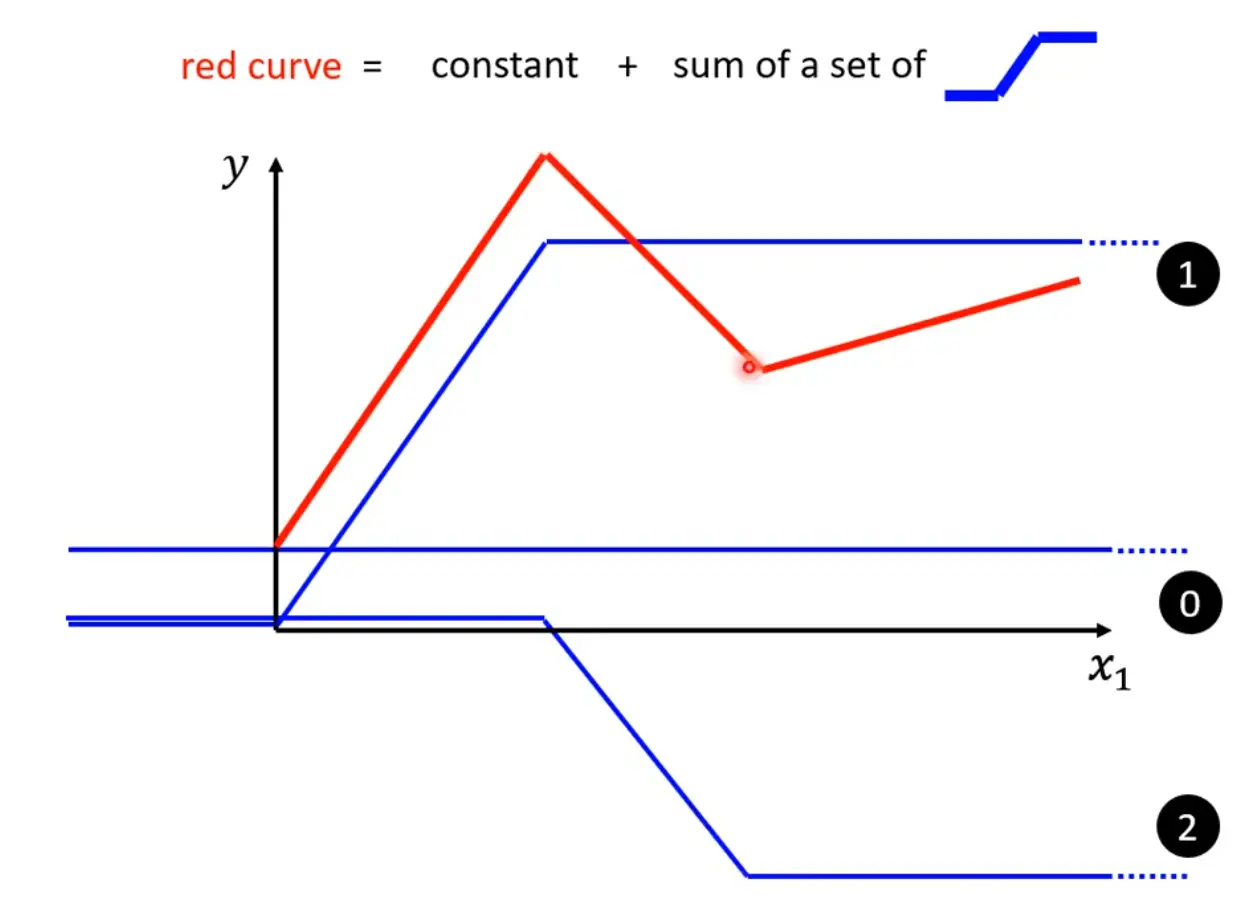 red curve = constant + sum of a set of
y
1
0
x₁
2